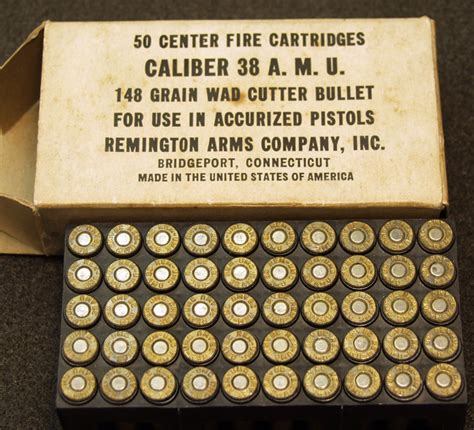 50 CENTER FIRE CARTRIDGES
CALIBER 38 A. M. U.
148 GRAIN WAD CUTTER BULLET
FOR USE IN ACCURIZED PISTOLS
REMINGTON ARMS COMPANY, INC.
BRIDGEPORT, CONNECTICUT
MADE IN THE UNITED STATES OF AMERICA